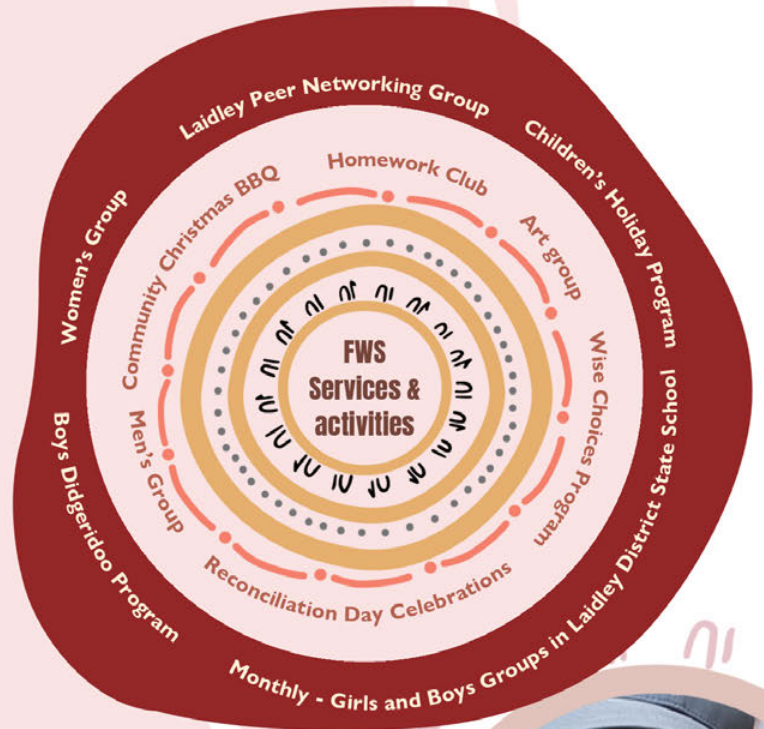 Laidley Peer Networking Group
Children's Holiday Program
Monthly - Girls and Boys Groups in Laidley District State School
Boys Didgeridoo Program
Women's Group
Homework Club
Art group
Wise Choices Program
Reconciliation Day Celebrations
Men's Group
Community Christmas BBQ
FWS
Services &
activities